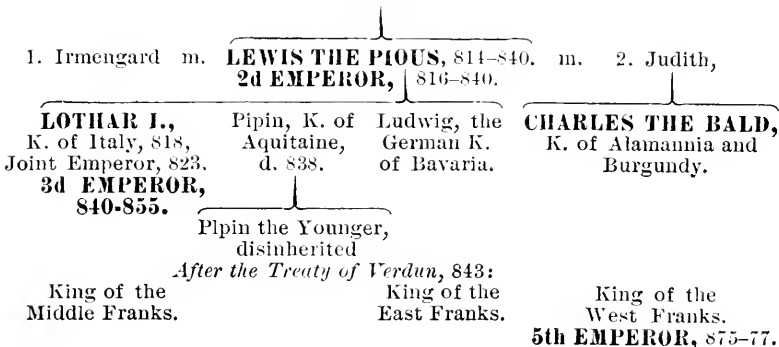 1. Irmengard m. LEWIS THE PIOUS, 814–840. m. 2. Judith,
2d EMPEROR, 816–840.
LOTHAR I.,
K. of Italy, 818,
Joint Emperor, 823.
3d EMPEROR,
840-855.
Pipin, K. of
Aquitaine,
d. 838.
Ludwig, the
German K.
of Bavaria.
CHARLES THE BALD,
K. of Alamannia and
Burgundy.
Pipin the Younger,
disinherited
After the Treaty of Verdun, 843:
King of the
Middle Franks.
King of the
East Franks.
King of the
West Franks.
5th EMPEROR, 875–77.